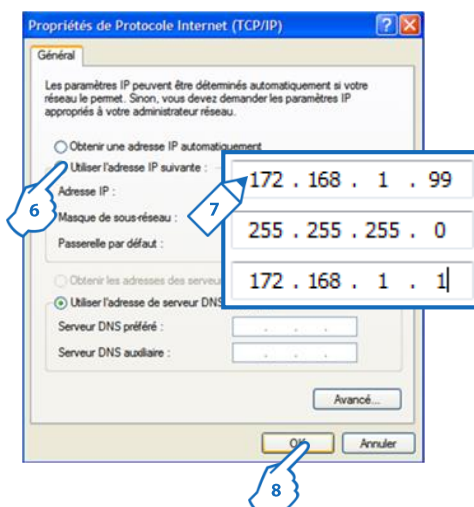 Propriétés de Protocole Internet (TCP/IP)
Général
Les paramètres IP peuvent être déterminés automatiquement si votre
réseau le permet. Sinon, vous devez demander les paramètres IP
appropriés à votre administrateur réseau.
Obtenir une adresse IP automatiquement
Utiliser l'adresse IP suivante :
6
Adresse IP :
7
172 . 168 . 1 . 99
Masque de sous-réseau :
255 . 255 . 255 . 0
Passerelle par défaut :
172 . 168 . 1 . 1
Obtenir les adresses des
Utiliser l'adresse de serveur DNS
Serveur DNS préféré :
Serveur DNS auxiliaire :
Avancé...
OK
Annuler
8